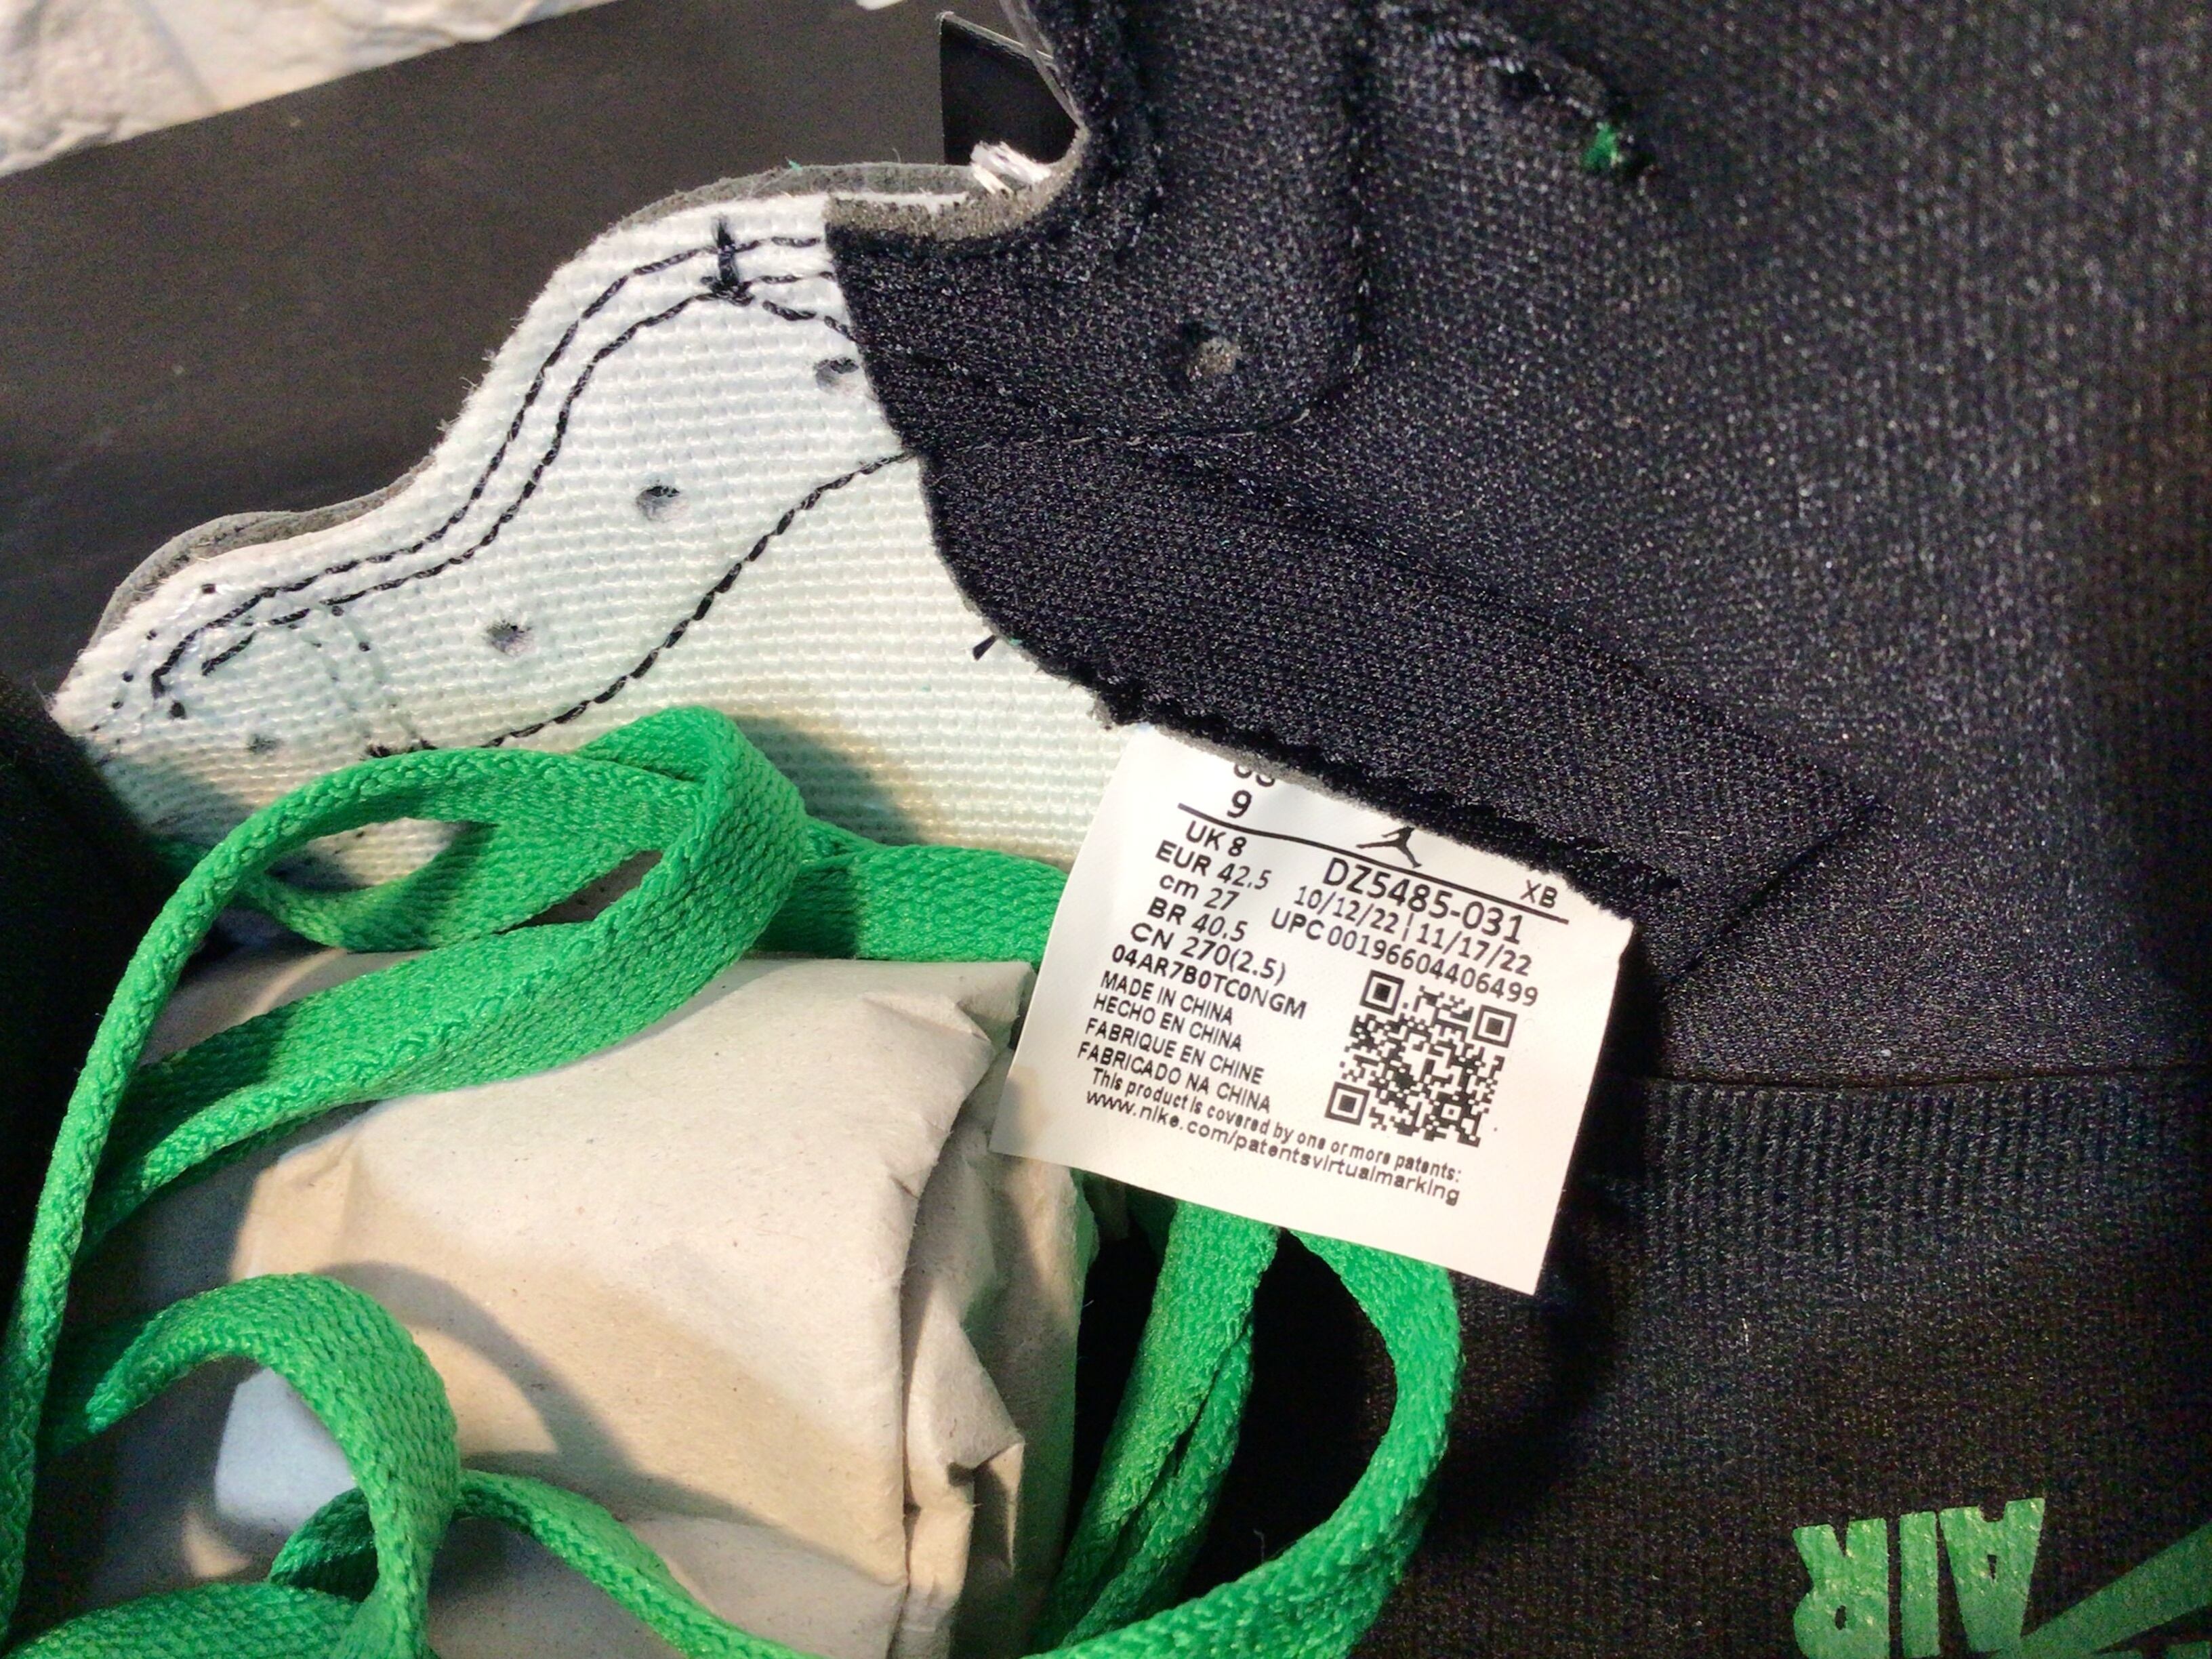 US
9
XB
UK 8
EUR 42.5
cm 27
BR 40.5
CN 270(2.5)
DZ5485-031
10/12/22|11/17/22
UPC 00196604406499
04AR7B0TC0NGM
MADE IN CHINA
HECHO EN CHINA
FABRIQUE EN CHINE
FABRICADO NA CHINA
This product is covered by one or more patents:
www.nike.com/patentsvirtualmarking
AIR